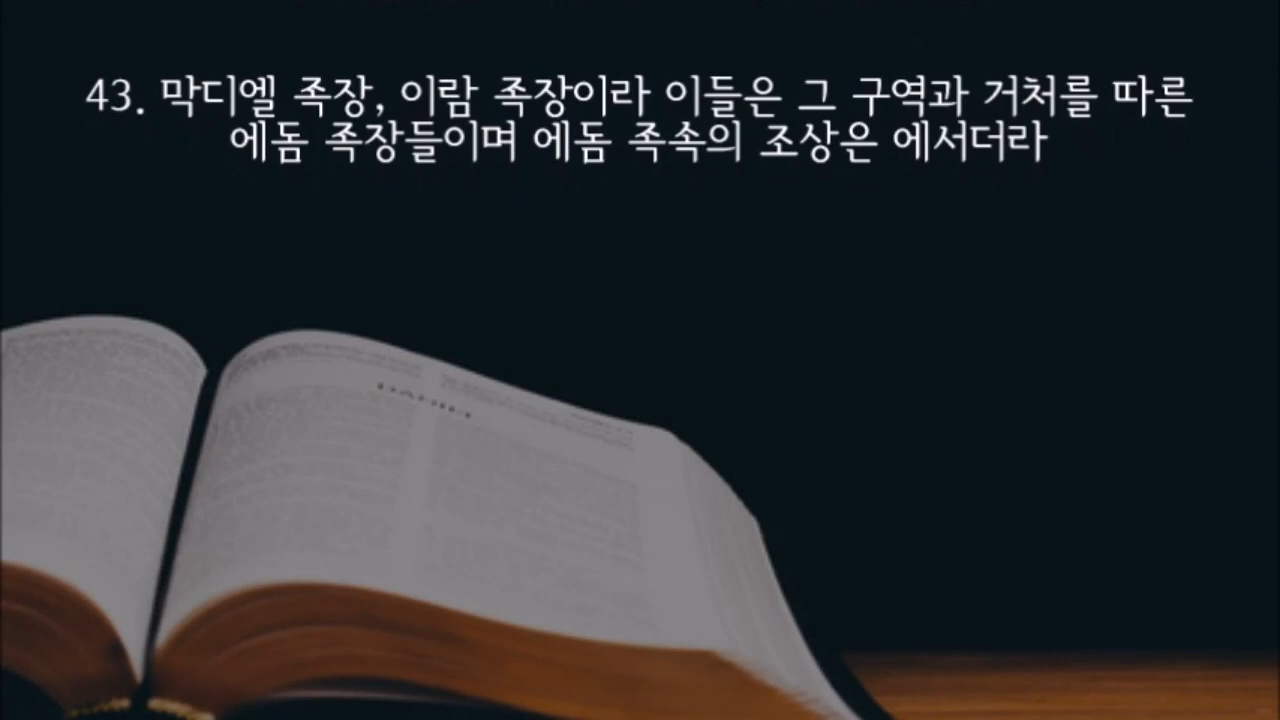 43. 막디엘 족장, 이람 족장이라 이들은 그 구역과 거처를 따른
에돔 족장들이며 에돔 족속의 조상은 에서더라